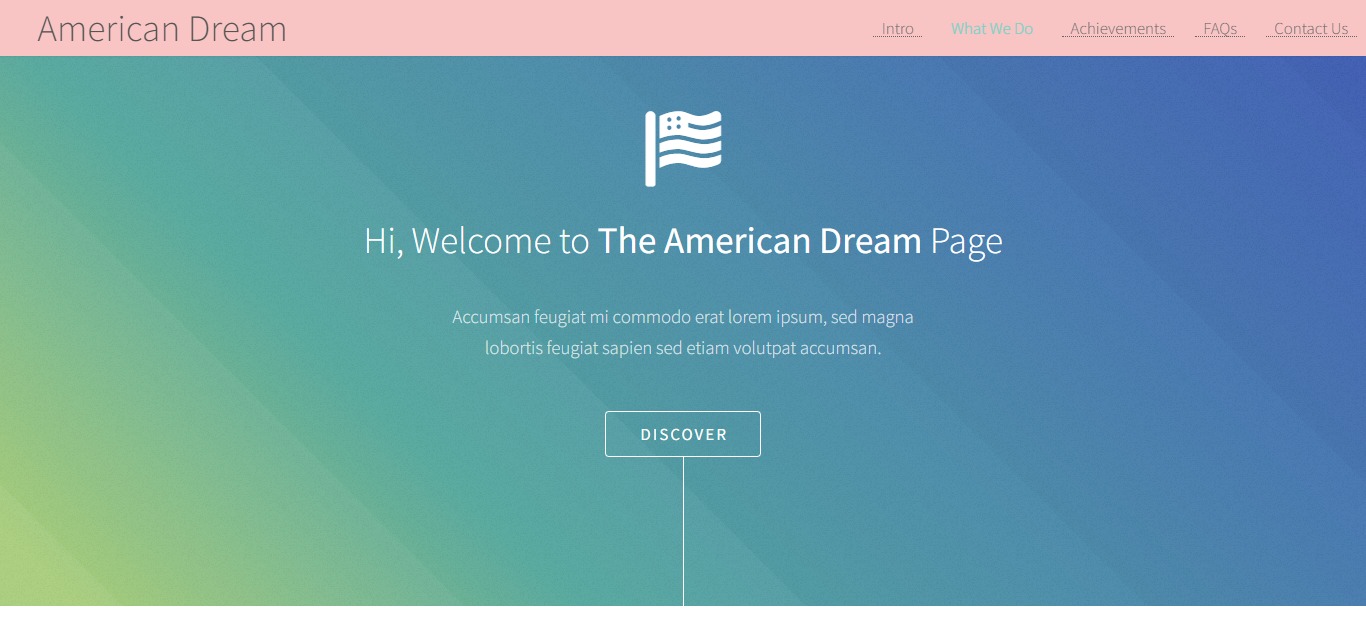 American Dream
Intro What We Do Achievements FAQs Contact Us
Hi, Welcome to The American Dream Page
Accumsan feugiat mi commodo erat lorem ipsum, sed magna
lobortis feugiat sapien sed etiam volutpat accumsan.
DISCOVER